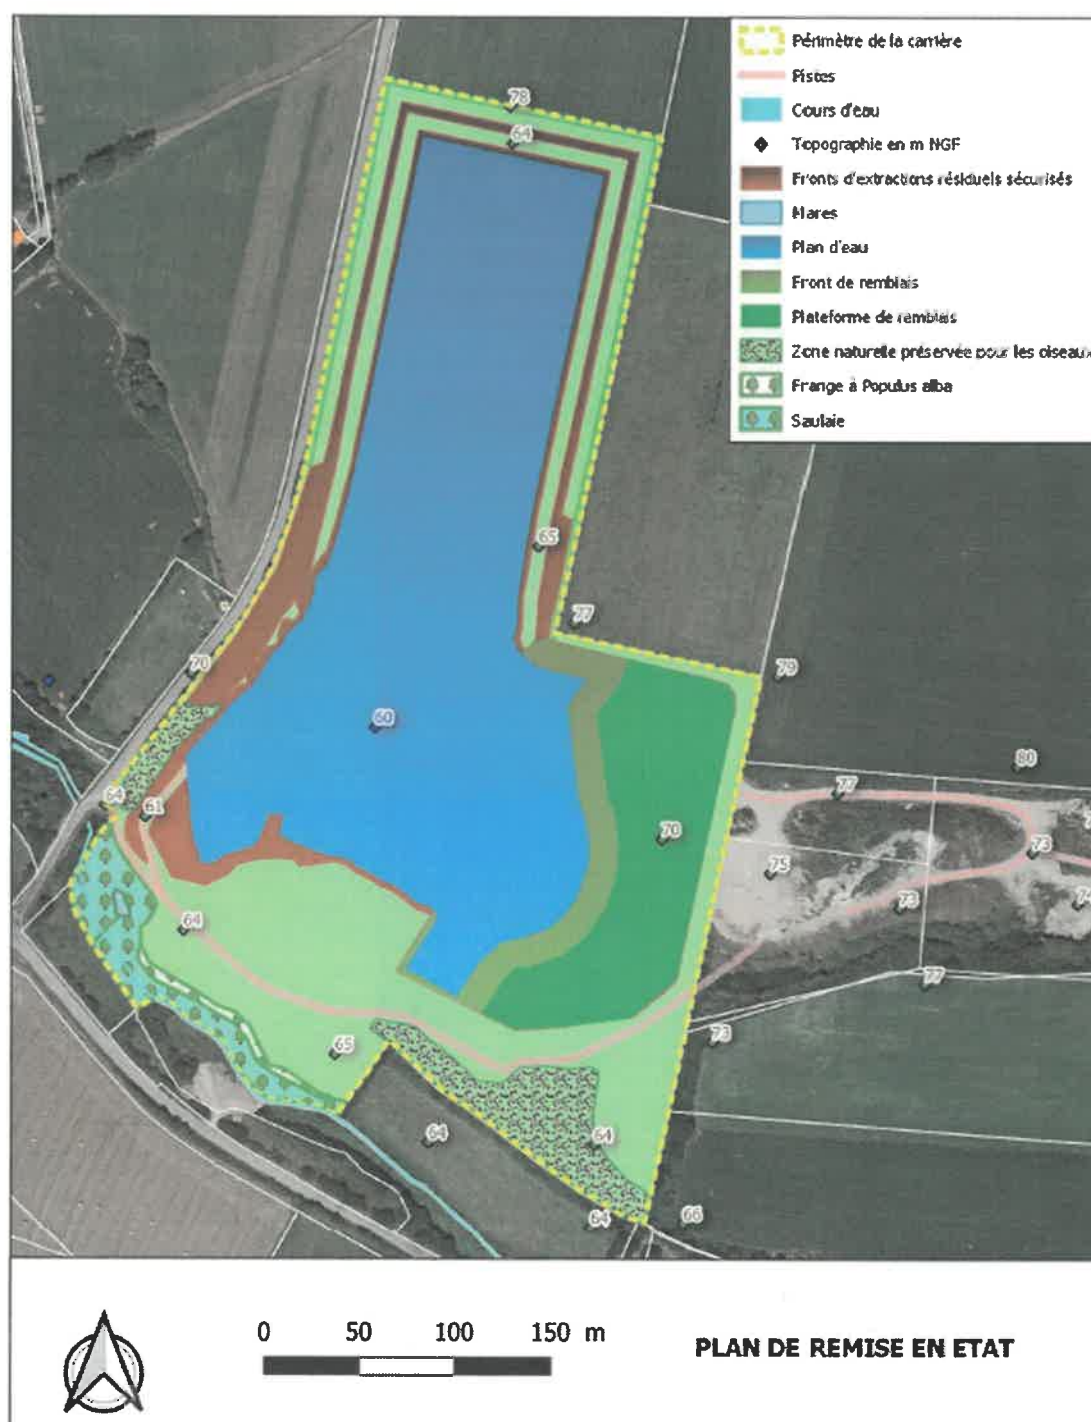 Périmètre de la carrière
Pistes
Cours d'eau
Topographie en m NGF
Fronts d'extractions résiduels sécurisés
Mares
Plan d'eau
Front de remblais
Plateforme de remblais
Zone naturelle préservée pour les oiseaux
Frange à Populus alba
Saulaie
78
64
65
77
70
79
60
80
64
61
77
70
73
75
73
74
64
77
73
65
64
64
64
66
0 50 100 150 m
PLAN DE REMISE EN ETAT